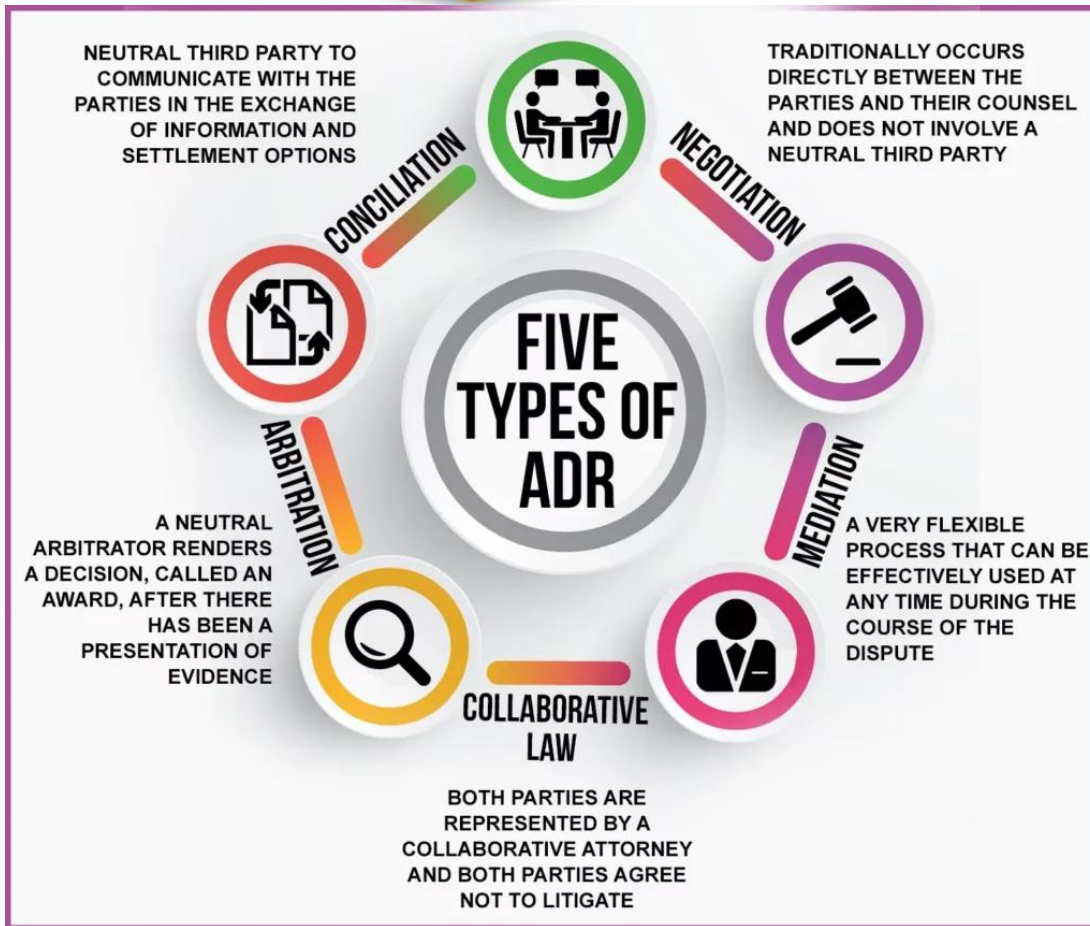 NEUTRAL THIRD PARTY TO
COMMUNICATE WITH THE
PARTIES IN THE EXCHANGE
OF INFORMATION AND
SETTLEMENT OPTIONS
CONCILIATION
TRADITIONALLY OCCURS
DIRECTLY BETWEEN THE
PARTIES AND THEIR COUNSEL
AND DOES NOT INVOLVE A
NEUTRAL THIRD PARTY
NEGOTIATION
FIVE
TYPES OF
ADR
ARBITRATION
A NEUTRAL
ARBITRATOR RENDERS
A DECISION, CALLED AN
AWARD, AFTER THERE
HAS BEEN A
PRESENTATION OF
EVIDENCE
MEDIATION
A VERY FLEXIBLE
PROCESS THAT CAN BE
EFFECTIVELY USED AT
ANY TIME DURING THE
COURSE OF THE
DISPUTE
COLLABORATIVE
LAW
BOTH PARTIES ARE
REPRESENTED BY A
COLLABORATIVE ATTORNEY
AND BOTH PARTIES AGREE
NOT TO LITIGATE